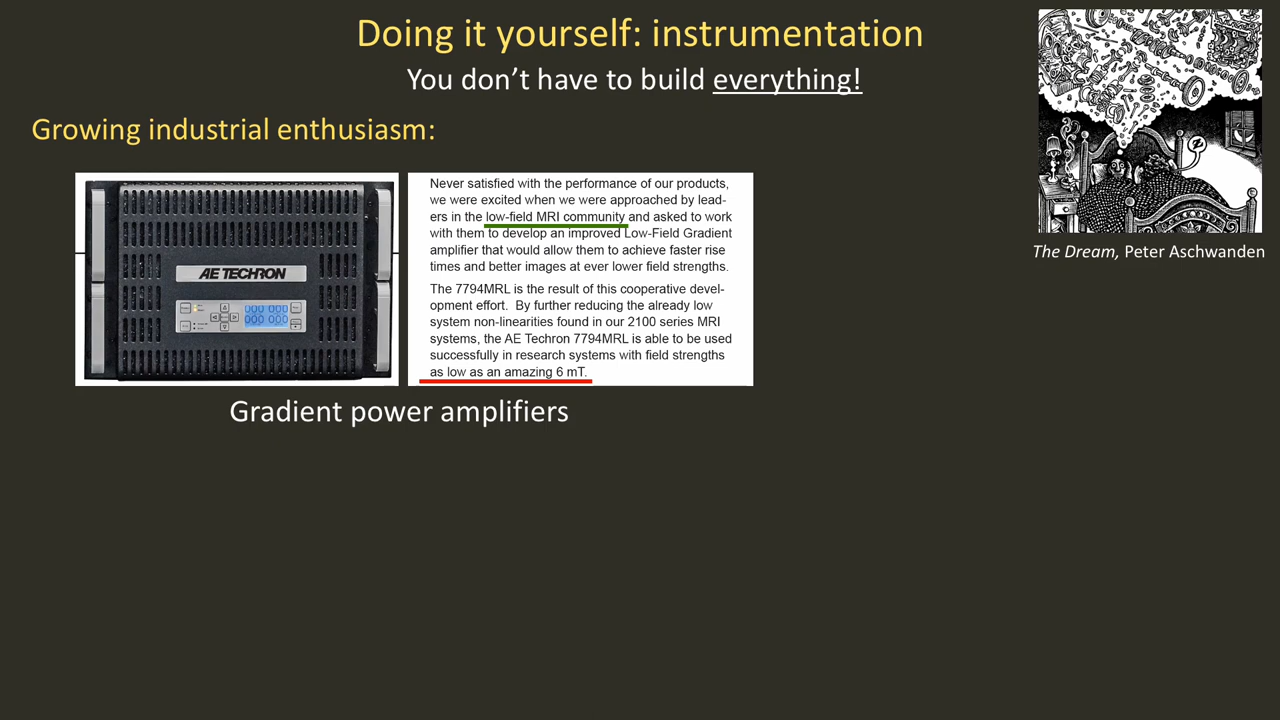 Doing it yourself: instrumentation
You don't have to build everything!
Growing industrial enthusiasm:
AE TECHRON
Never satisfied with the performance of our products,
we were excited when we were approached by lead-
ers in the low-field MRI community and asked to work
with them to develop an improved Low-Field Gradient
amplifier that would allow them to achieve faster rise
times and better images at ever lower field strengths.
The 7794MRL is the result of this cooperative devel-
opment effort.  By further reducing the already low
system non-linearities found in our 2100 series MRI
systems, the AE Techron 7794MRL is able to be used
successfully in research systems with field strengths
as low as an amazing 6 mT.
Gradient power amplifiers
The Dream, Peter Aschwanden